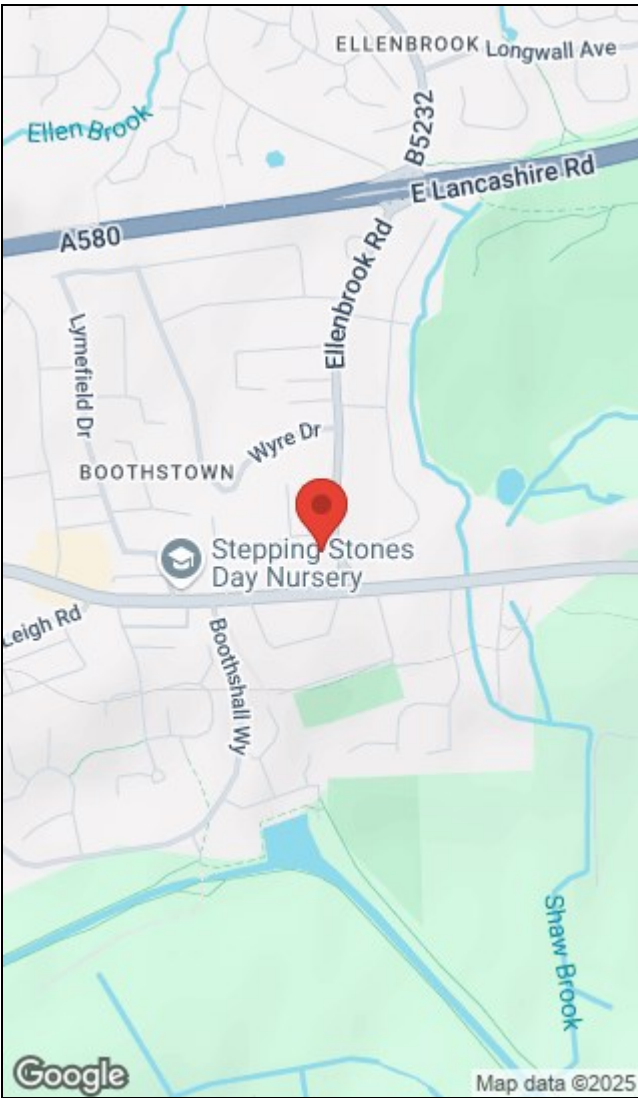 ELLENBROOK
Longwall Ave
Ellen Brook
B5232
E Lancashire Rd
A580
Ellenbrook Rd
Lymefield Dr
Wyre Dr
BOOTHSTOWN
Stepping Stones
Day Nursery
Leigh Rd
Boothshall Wy
Shaw Brook
Google
Map data ©2025